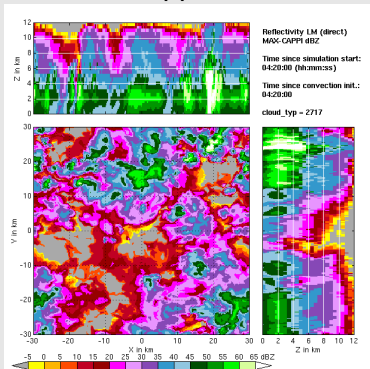 Reflectivity LM (direct)
MAX-CAPPI dBZ
Time since simulation start:
04:20:00 (hh:mm:ss)
Time since convection init.:
04:20:00
cloud_typ = 2717
12
10
8
6
4
2
0
Z in km
30
20
10
0
-10
-20
-30
Y in km
-30 -20 -10 0 10 20 30
X in km
0 2 4 6 8 10 12
Z in km
-5 0 5 10 15 20 25 30 35 40 45 50 55 60 65 dBZ